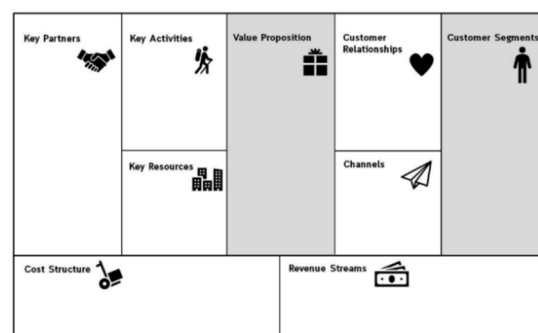 Key Partners
Key Activities
Value Proposition
Customer
Relationships
Customer Segments
Key Resources
Channels
Cost Structure
Revenue Streams